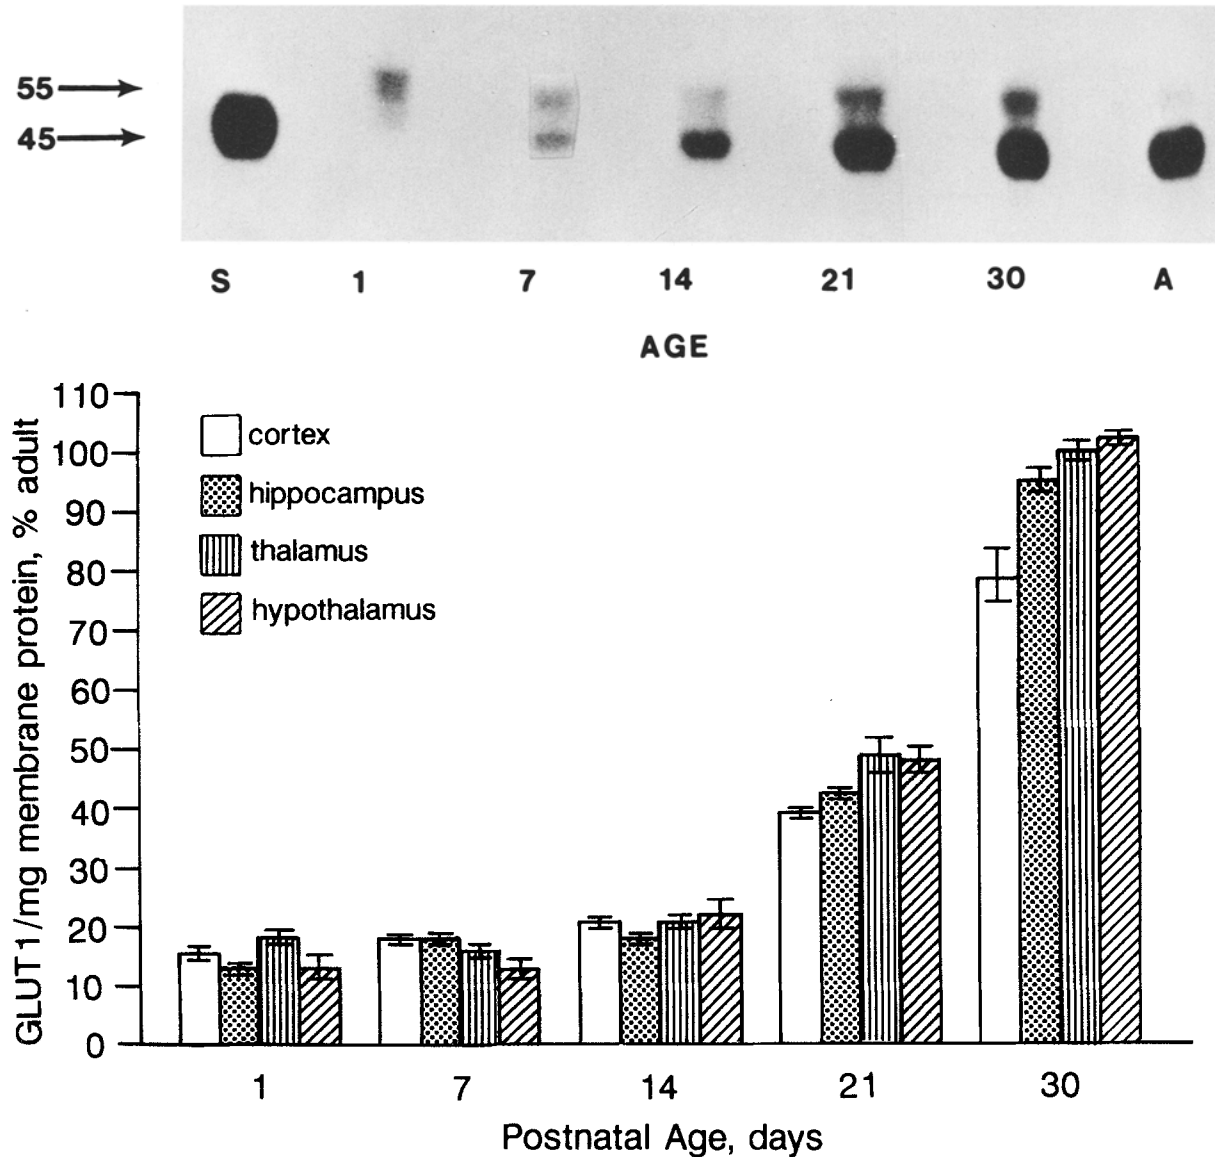 55
45
S 1 7 14 21 30 A
AGE
GLUT1/mg membrane protein, % adult
110
100
90
80
70
60
50
40
30
20
10
0
cortex
hippocampus
thalamus
hypothalamus
1 7 14 21 30
Postnatal Age, days